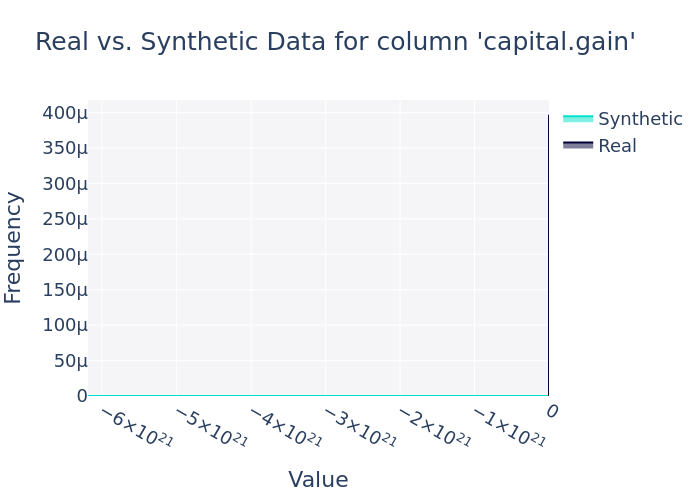 Real vs. Synthetic Data for column 'capital.gain'
Synthetic
Real
Frequency
400μ
350μ
300μ
250μ
200μ
150μ
100μ
50μ
0
−6×10²¹
−5×10²¹
−4×10²¹
−3×10²¹
−2×10²¹
−1×10²¹
0
Value